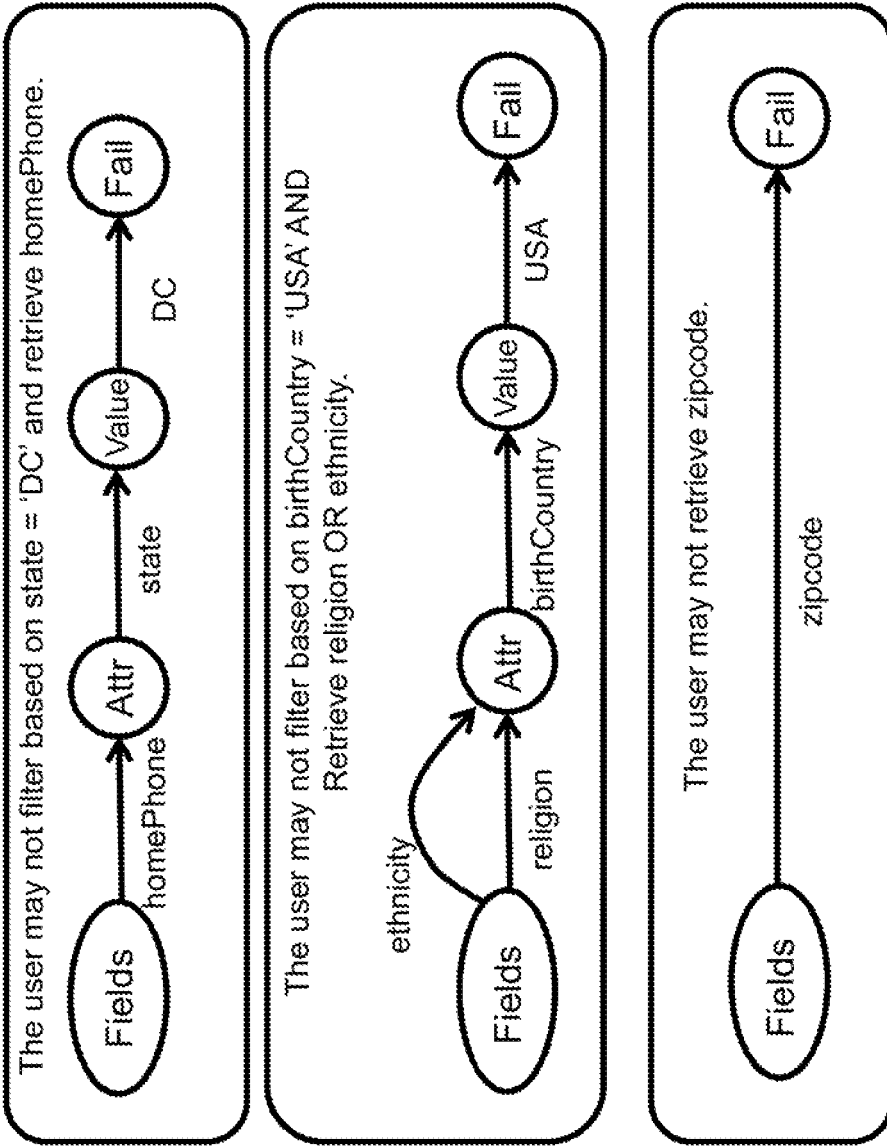 The user may not filter based on state = 'DC' and retrieve homePhone.
Fields
homePhone
Attr
state
Value
DC
Fail
The user may not filter based on birthCountry = 'USA' AND
Retrieve religion OR ethnicity.
ethnicity
Fields
religion
Attr
birthCountry
Value
USA
Fail
The user may not retrieve zipcode.
Fields
zipcode
Fail